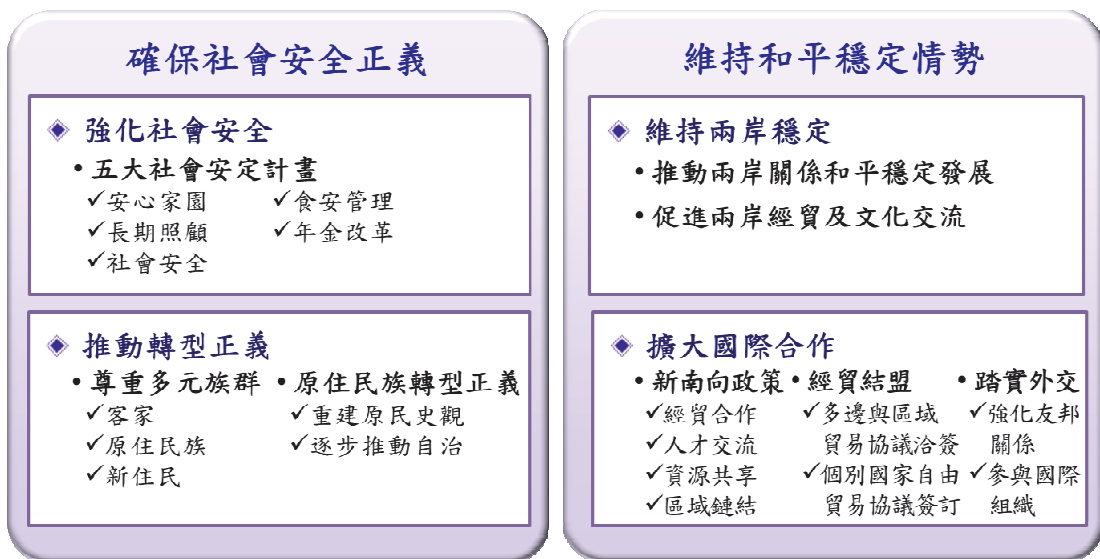 確保社會安全正義
◈ 強化社會安全
•五大社會安定計畫
✓安心家園 ✓食安管理
✓長期照顧 ✓年金改革
✓社會安全
◈ 推動轉型正義
•尊重多元族群 •原住民族轉型正義
✓客家 ✓重建原民史觀
✓原住民族 ✓逐步推動自治
✓新住民
維持和平穩定情勢
◈ 維持兩岸穩定
•推動兩岸關係和平穩定發展
•促進兩岸經貿及文化交流
◈ 擴大國際合作
•新南向政策 •經貿結盟 •踏實外交
✓經貿合作 ✓多邊與區域 ✓強化友邦
✓人才交流 貿易協議洽簽 關係
✓資源共享 ✓個別國家自由 ✓參與國際
✓區域鏈結 貿易協議簽訂 組織